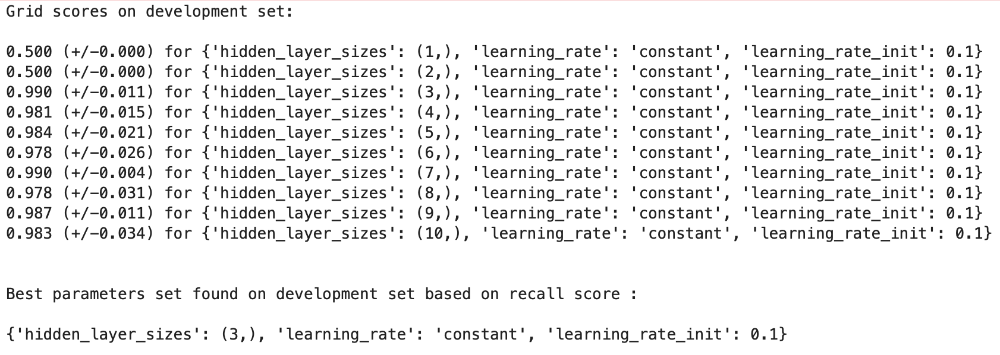 Grid scores on development set:
0.500 (+/-0.000) for {'hidden_layer_sizes': (1,), 'learning_rate': 'constant', 'learning_rate_init': 0.1}
0.500 (+/-0.000) for {'hidden_layer_sizes': (2,), 'learning_rate': 'constant', 'learning_rate_init': 0.1}
0.990 (+/-0.011) for {'hidden_layer_sizes': (3,), 'learning_rate': 'constant', 'learning_rate_init': 0.1}
0.981 (+/-0.015) for {'hidden_layer_sizes': (4,), 'learning_rate': 'constant', 'learning_rate_init': 0.1}
0.984 (+/-0.021) for {'hidden_layer_sizes': (5,), 'learning_rate': 'constant', 'learning_rate_init': 0.1}
0.978 (+/-0.026) for {'hidden_layer_sizes': (6,), 'learning_rate': 'constant', 'learning_rate_init': 0.1}
0.990 (+/-0.004) for {'hidden_layer_sizes': (7,), 'learning_rate': 'constant', 'learning_rate_init': 0.1}
0.978 (+/-0.031) for {'hidden_layer_sizes': (8,), 'learning_rate': 'constant', 'learning_rate_init': 0.1}
0.987 (+/-0.011) for {'hidden_layer_sizes': (9,), 'learning_rate': 'constant', 'learning_rate_init': 0.1}
0.983 (+/-0.034) for {'hidden_layer_sizes': (10,), 'learning_rate': 'constant', 'learning_rate_init': 0.1}
Best parameters set found on development set based on recall score :
{'hidden_layer_sizes': (3,), 'learning_rate': 'constant', 'learning_rate_init': 0.1}